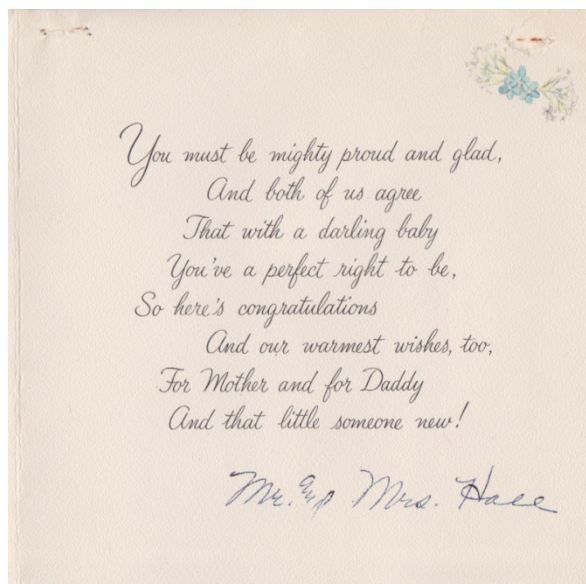 You must be mighty proud and glad,
And both of us agree
That with a darling baby
You've a perfect right to be,
So here's congratulations
And our warmest wishes, too,
For Mother and for Daddy
And that little someone new!
Mr. & Mrs. Hall